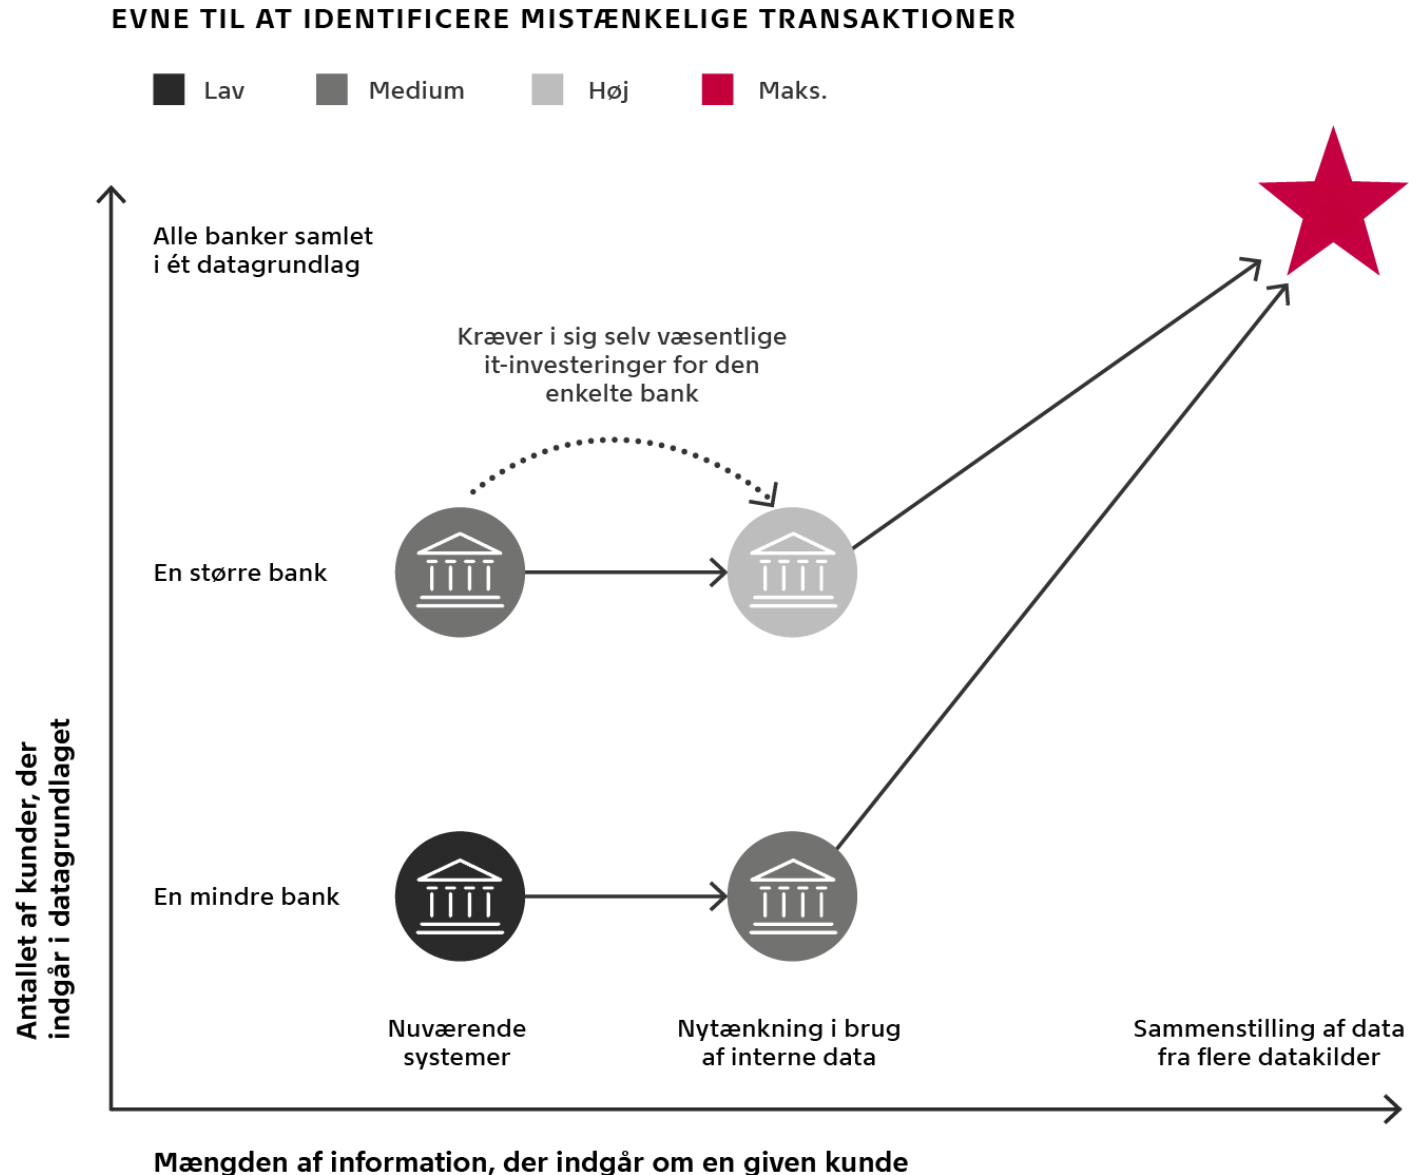 EVNE TIL AT IDENTIFICERE MISTÆNKELIGE TRANSAKTIONER
Lav
Medium
Høj
Maks.
Alle banker samlet
i ét datagrundlag
Kræver i sig selv væsentlige
it-investeringer for den
enkelte bank
En større bank
En mindre bank
Antallet af kunder, der
indgår i datagrundlaget
Nuværende
systemer
Nytænkning i brug
af interne data
Sammenstilling af data
fra flere datakilder
Mængden af information, der indgår om en given kunde